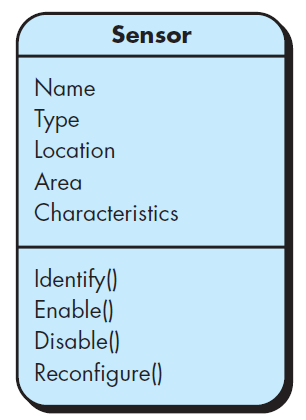 Sensor
Name
Type
Location
Area
Characteristics
Identify()
Enable()
Disable()
Reconfigure()